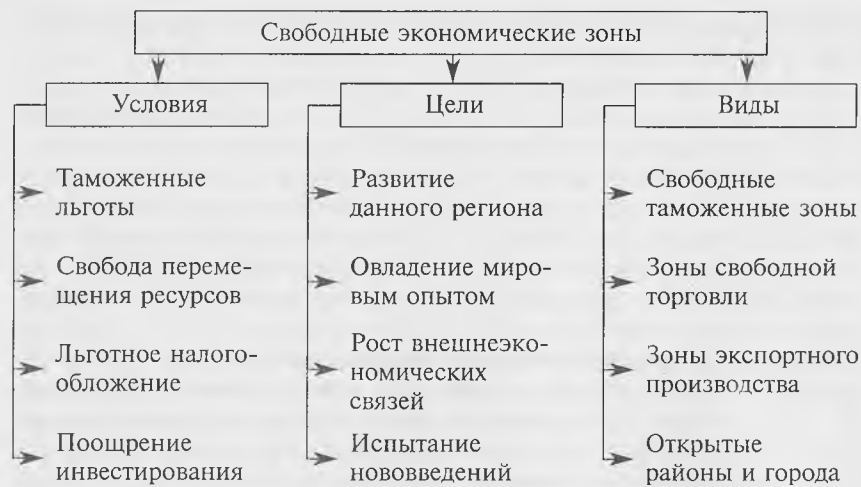 Свободные экономические зоны
Условия
Таможенные
льготы
Свобода переме-
щения ресурсов
Льготное налого-
обложение
Поощрение
инвестирования
Цели
Развитие
данного региона
Овладение миро-
вым опытом
Рост внешнеэко-
номических
связей
Испытание
нововведений
Виды
Свободные
таможенные зоны
Зоны свободной
торговли
Зоны экспортного
производства
Открытые
районы и города